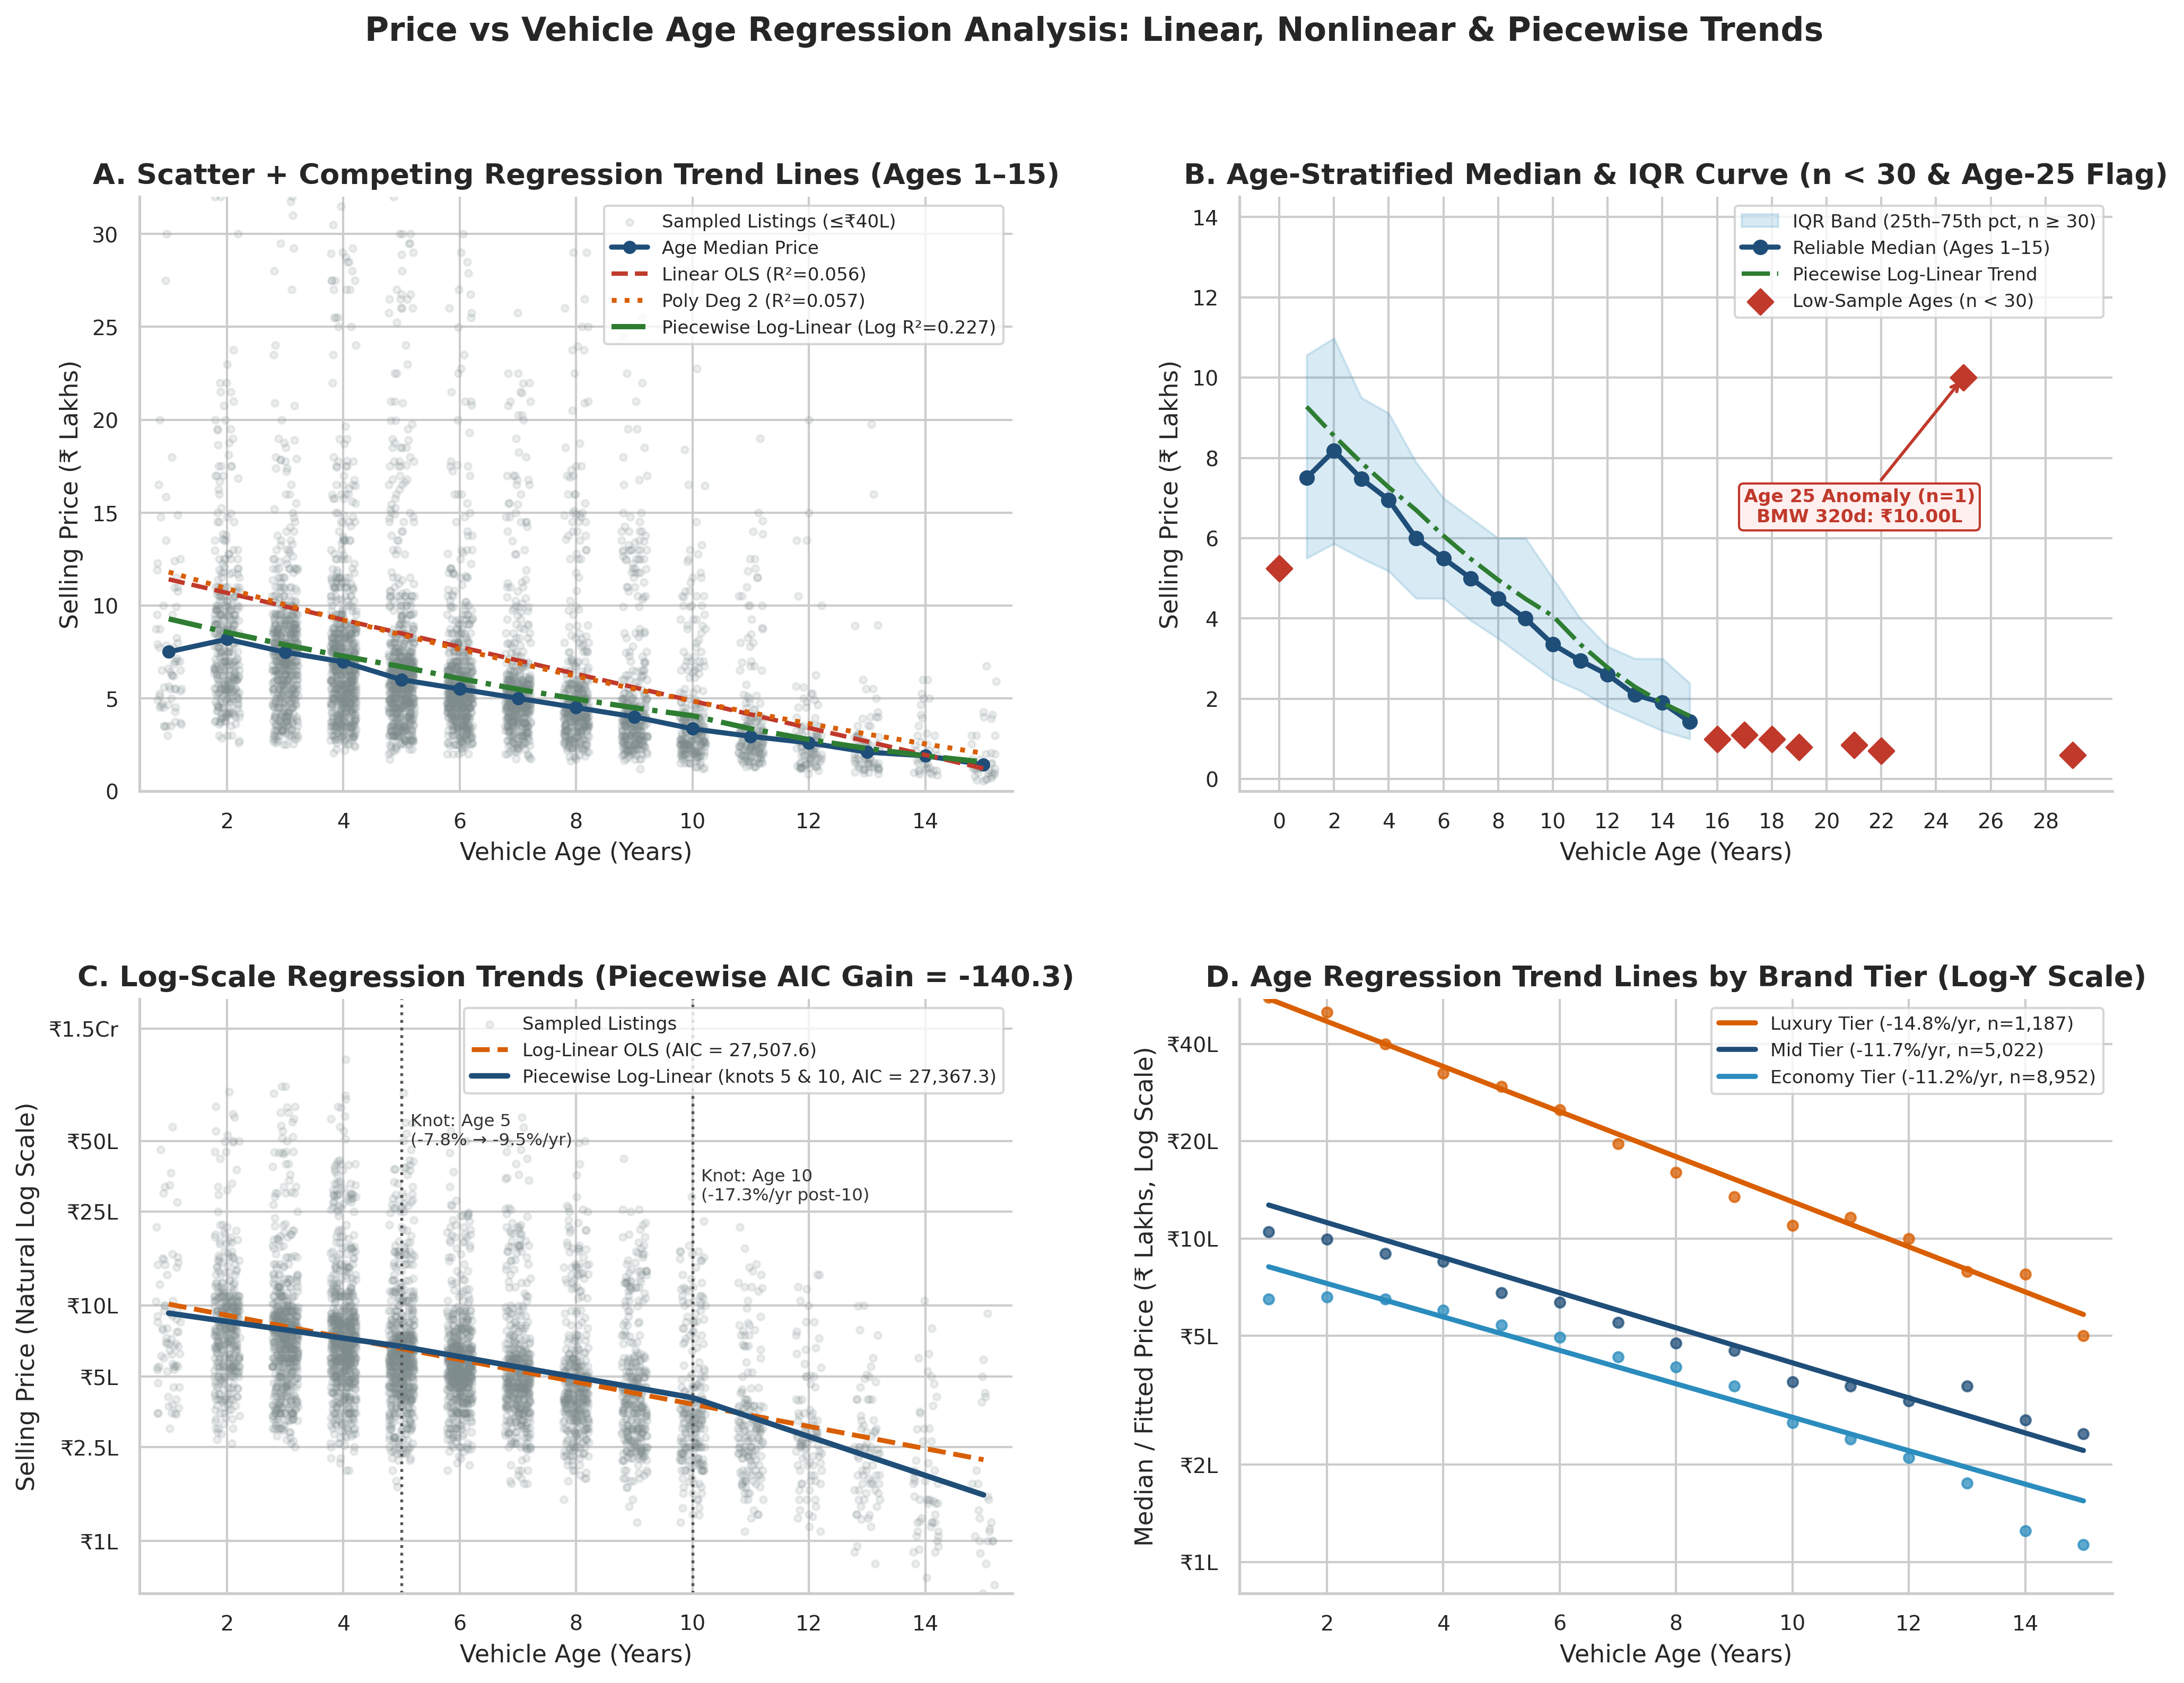 Price vs Vehicle Age Regression Analysis: Linear, Nonlinear & Piecewise Trends
A. Scatter + Competing Regression Trend Lines (Ages 1–15)
Sampled Listings (≤₹40L)
Age Median Price
Linear OLS (R²=0.056)
Poly Deg 2 (R²=0.057)
Piecewise Log-Linear (Log R²=0.227)
Selling Price (₹ Lakhs)
30
25
20
15
10
5
0
2 4 6 8 10 12 14
Vehicle Age (Years)
B. Age-Stratified Median & IQR Curve (n < 30 & Age-25 Flag)
IQR Band (25th–75th pct, n ≥ 30)
Reliable Median (Ages 1–15)
Piecewise Log-Linear Trend
Low-Sample Ages (n < 30)
Age 25 Anomaly (n=1)
BMW 320d: ₹10.00L
Selling Price (₹ Lakhs)
14
12
10
8
6
4
2
0
0 2 4 6 8 10 12 14 16 18 20 22 24 26 28
Vehicle Age (Years)
C. Log-Scale Regression Trends (Piecewise AIC Gain = -140.3)
Sampled Listings
Log-Linear OLS (AIC = 27,507.6)
Piecewise Log-Linear (knots 5 & 10, AIC = 27,367.3)
Knot: Age 5
(-7.8% → -9.5%/yr)
Knot: Age 10
(-17.3%/yr post-10)
Selling Price (Natural Log Scale)
₹1.5Cr
₹50L
₹25L
₹10L
₹5L
₹2.5L
₹1L
2 4 6 8 10 12 14
Vehicle Age (Years)
D. Age Regression Trend Lines by Brand Tier (Log-Y Scale)
Luxury Tier (-14.8%/yr, n=1,187)
Mid Tier (-11.7%/yr, n=5,022)
Economy Tier (-11.2%/yr, n=8,952)
Median / Fitted Price (₹ Lakhs, Log Scale)
₹40L
₹20L
₹10L
₹5L
₹2L
₹1L
2 4 6 8 10 12 14
Vehicle Age (Years)